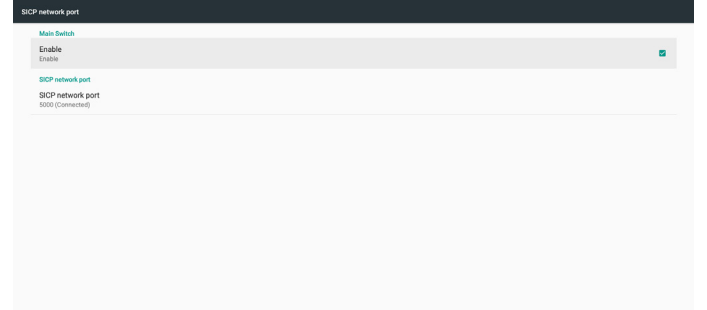 SICP network port
Main Switch
Enable
Enable
SICP network port
SICP network port
5000 (Connected)